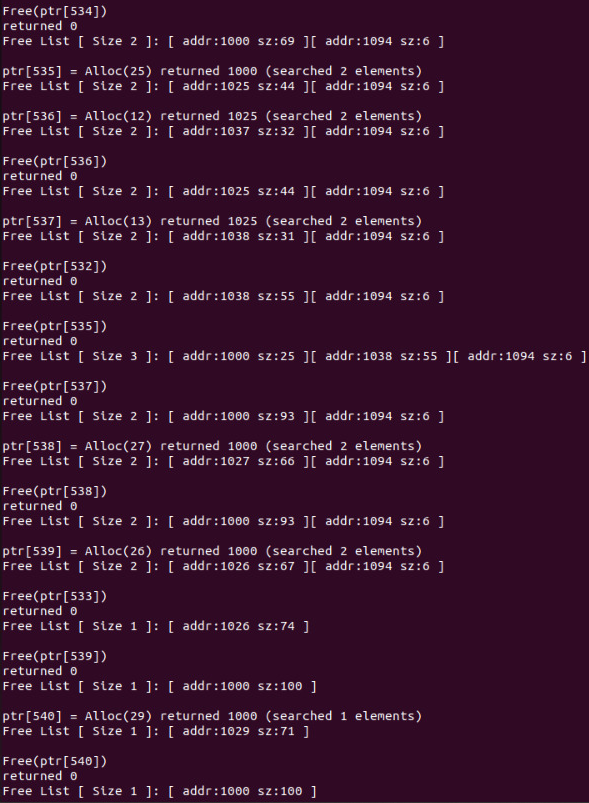 Free(ptr[534])
returned 0
Free List [ Size 2 ]: [ addr:1000 sz:69 ][ addr:1094 sz:6 ]
ptr[535] = Alloc(25) returned 1000 (searched 2 elements)
Free List [ Size 2 ]: [ addr:1025 sz:44 ][ addr:1094 sz:6 ]
ptr[536] = Alloc(12) returned 1025 (searched 2 elements)
Free List [ Size 2 ]: [ addr:1037 sz:32 ][ addr:1094 sz:6 ]
Free(ptr[536])
returned 0
Free List [ Size 2 ]: [ addr:1025 sz:44 ][ addr:1094 sz:6 ]
ptr[537] = Alloc(13) returned 1025 (searched 2 elements)
Free List [ Size 2 ]: [ addr:1038 sz:31 ][ addr:1094 sz:6 ]
Free(ptr[532])
returned 0
Free List [ Size 2 ]: [ addr:1038 sz:55 ][ addr:1094 sz:6 ]
Free(ptr[535])
returned 0
Free List [ Size 3 ]: [ addr:1000 sz:25 ][ addr:1038 sz:55 ][ addr:1094 sz:6 ]
Free(ptr[537])
returned 0
Free List [ Size 2 ]: [ addr:1000 sz:93 ][ addr:1094 sz:6 ]
ptr[538] = Alloc(27) returned 1000 (searched 2 elements)
Free List [ Size 2 ]: [ addr:1027 sz:66 ][ addr:1094 sz:6 ]
Free(ptr[538])
returned 0
Free List [ Size 2 ]: [ addr:1000 sz:93 ][ addr:1094 sz:6 ]
ptr[539] = Alloc(26) returned 1000 (searched 2 elements)
Free List [ Size 2 ]: [ addr:1026 sz:67 ][ addr:1094 sz:6 ]
Free(ptr[533])
returned 0
Free List [ Size 1 ]: [ addr:1026 sz:74 ]
Free(ptr[539])
returned 0
Free List [ Size 1 ]: [ addr:1000 sz:100 ]
ptr[540] = Alloc(29) returned 1000 (searched 1 elements)
Free List [ Size 1 ]: [ addr:1029 sz:71 ]
Free(ptr[540])
returned 0
Free List [ Size 1 ]: [ addr:1000 sz:100 ]